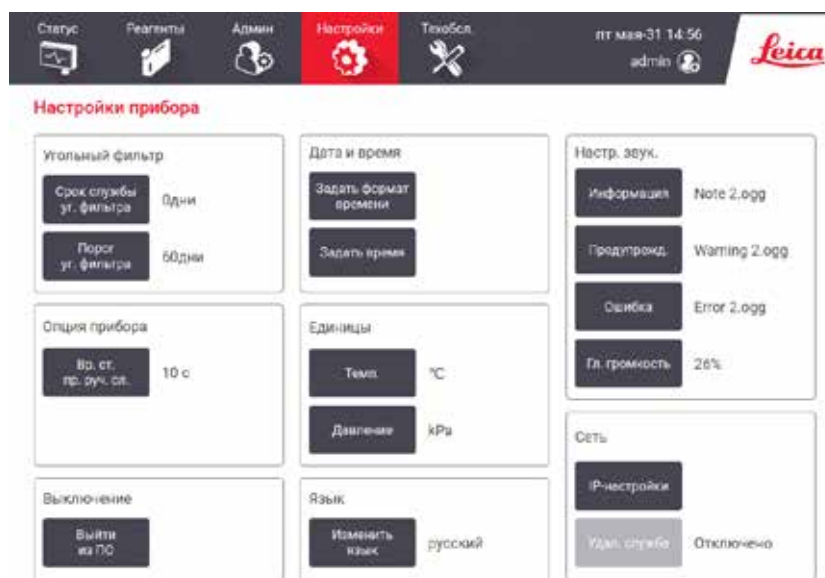 Статус
Реагенты
Админ
Настройки
Техобсл.
пт мая-31 14:56
admin
Leica
Настройки прибора
Угольный фильтр
Срок службы
уг. фильтра
0дни
Порог
уг. фильтра
60дни
Дата и время
Задать формат
времени
Задать время
Настр. звук.
Информация
Note 2.ogg
Предупрежд.
Warning 2.ogg
Ошибка
Error 2.ogg
Гл. громкость
26%
Опция прибора
Вр. ст.
пр. руч. сл.
10 с
Единицы
Темп.
°C
Давление
kPa
Сеть
IP-настройки
Удал. служба
Отключено
Выключение
Выйти
из ПО
Язык
Изменить
язык
русский